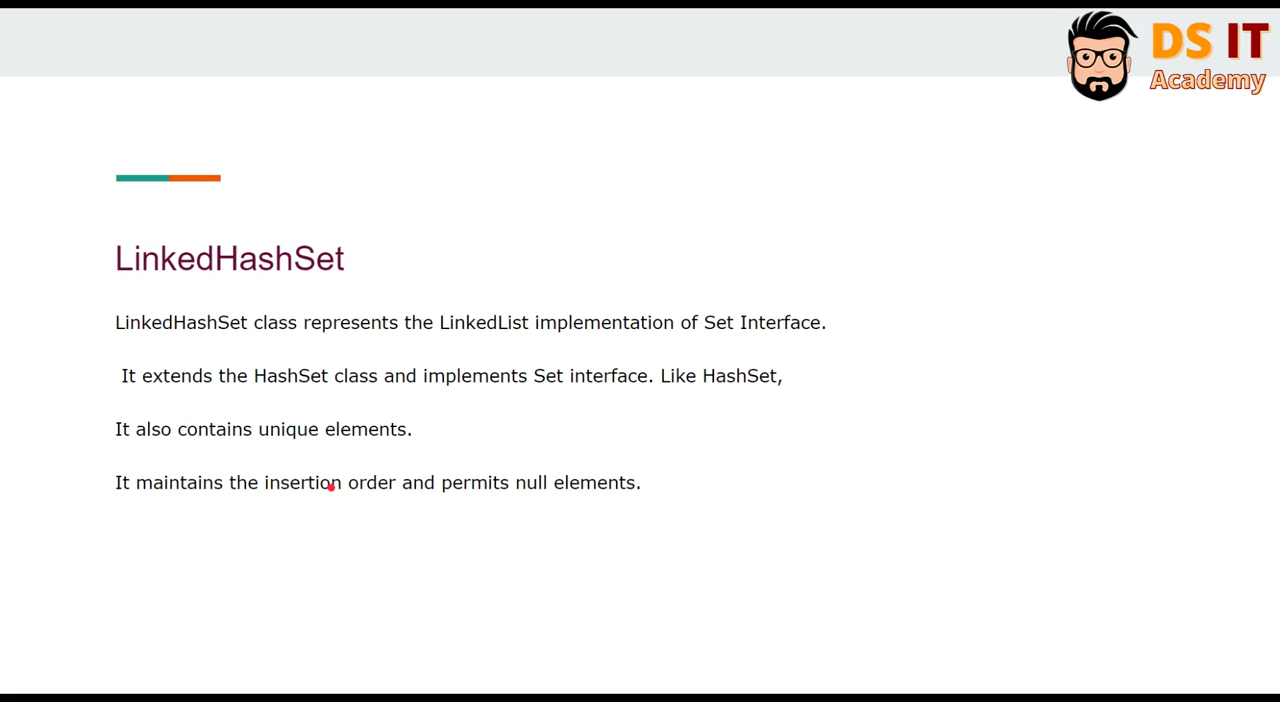 DS IT
Academy
LinkedHashSet
LinkedHashSet class represents the LinkedList implementation of Set Interface.
It extends the HashSet class and implements Set interface. Like HashSet,
It also contains unique elements.
It maintains the insertion order and permits null elements.